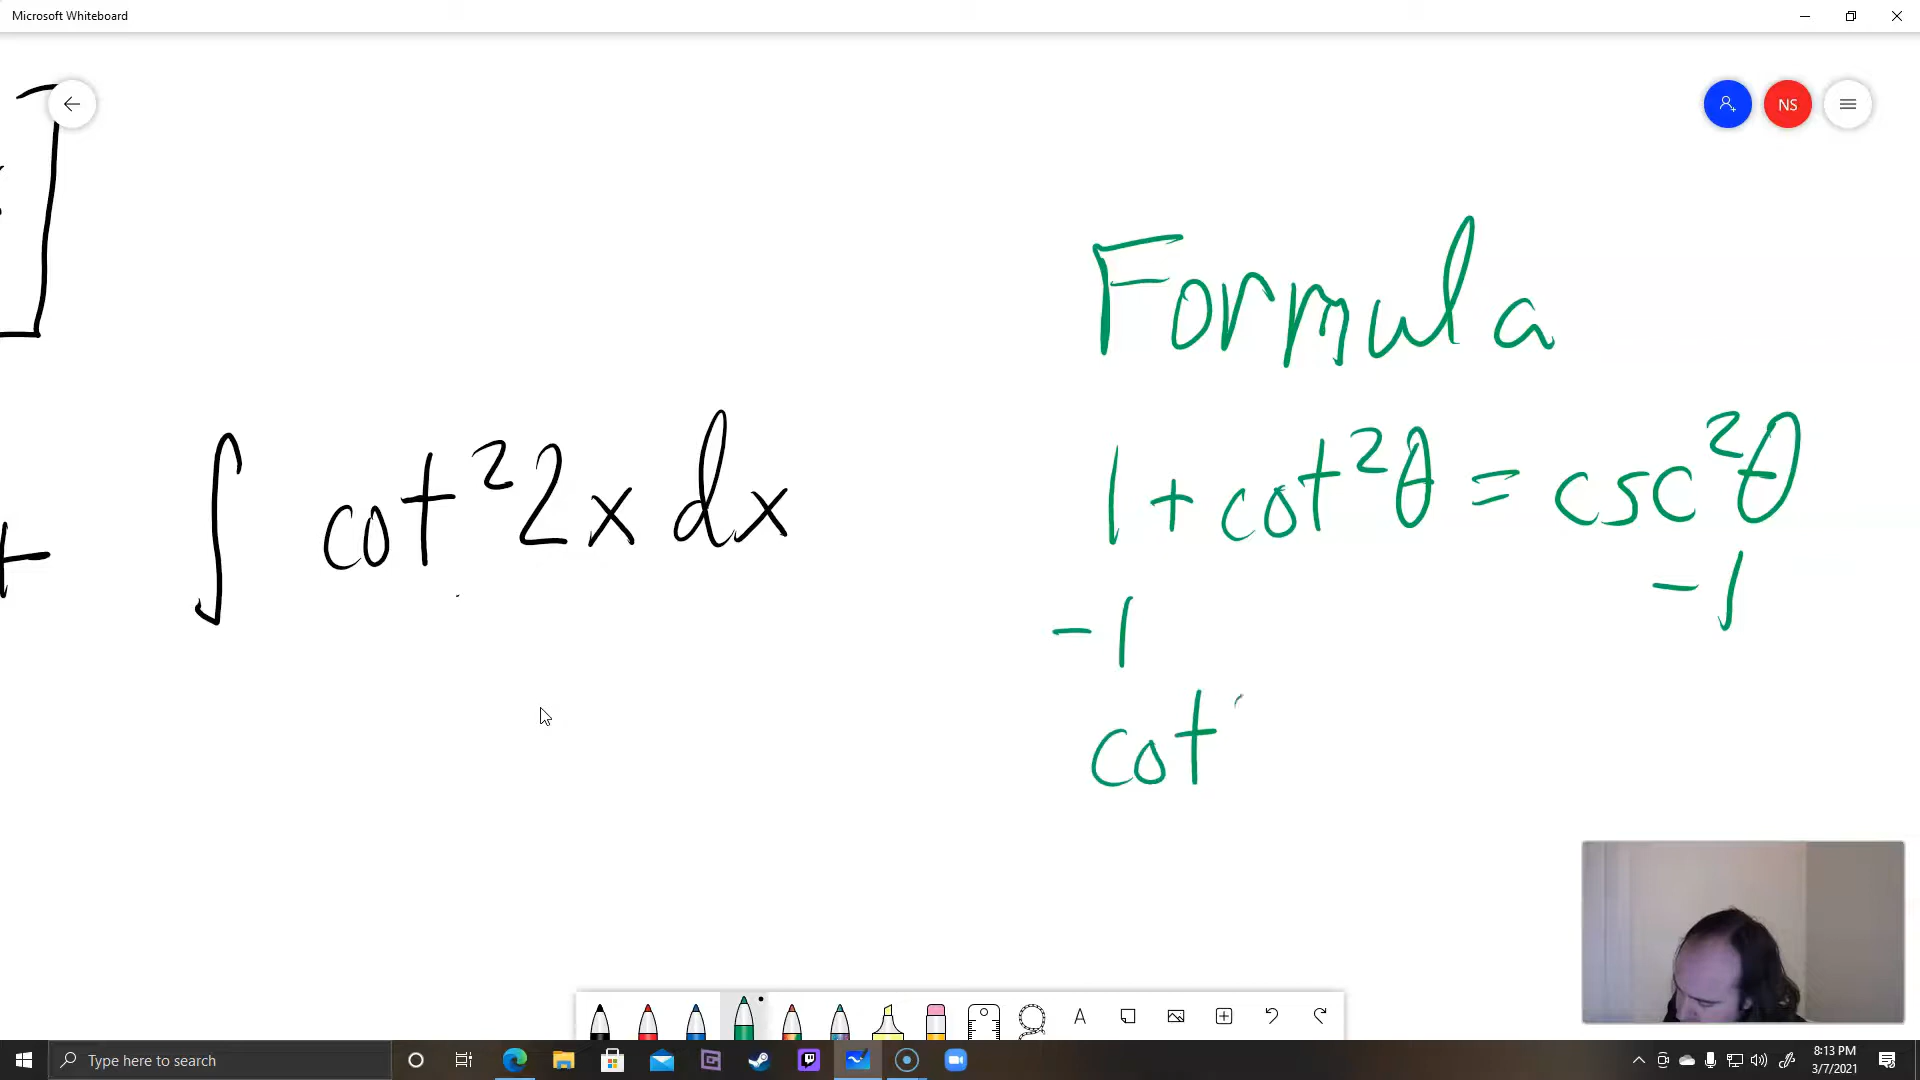 Microsoft Whiteboard
NS
Formula
∫ cot²2x dx
1 + cot²θ = csc²θ
-1
-1
cot
A
Type here to search
8:13 PM
3/7/2021